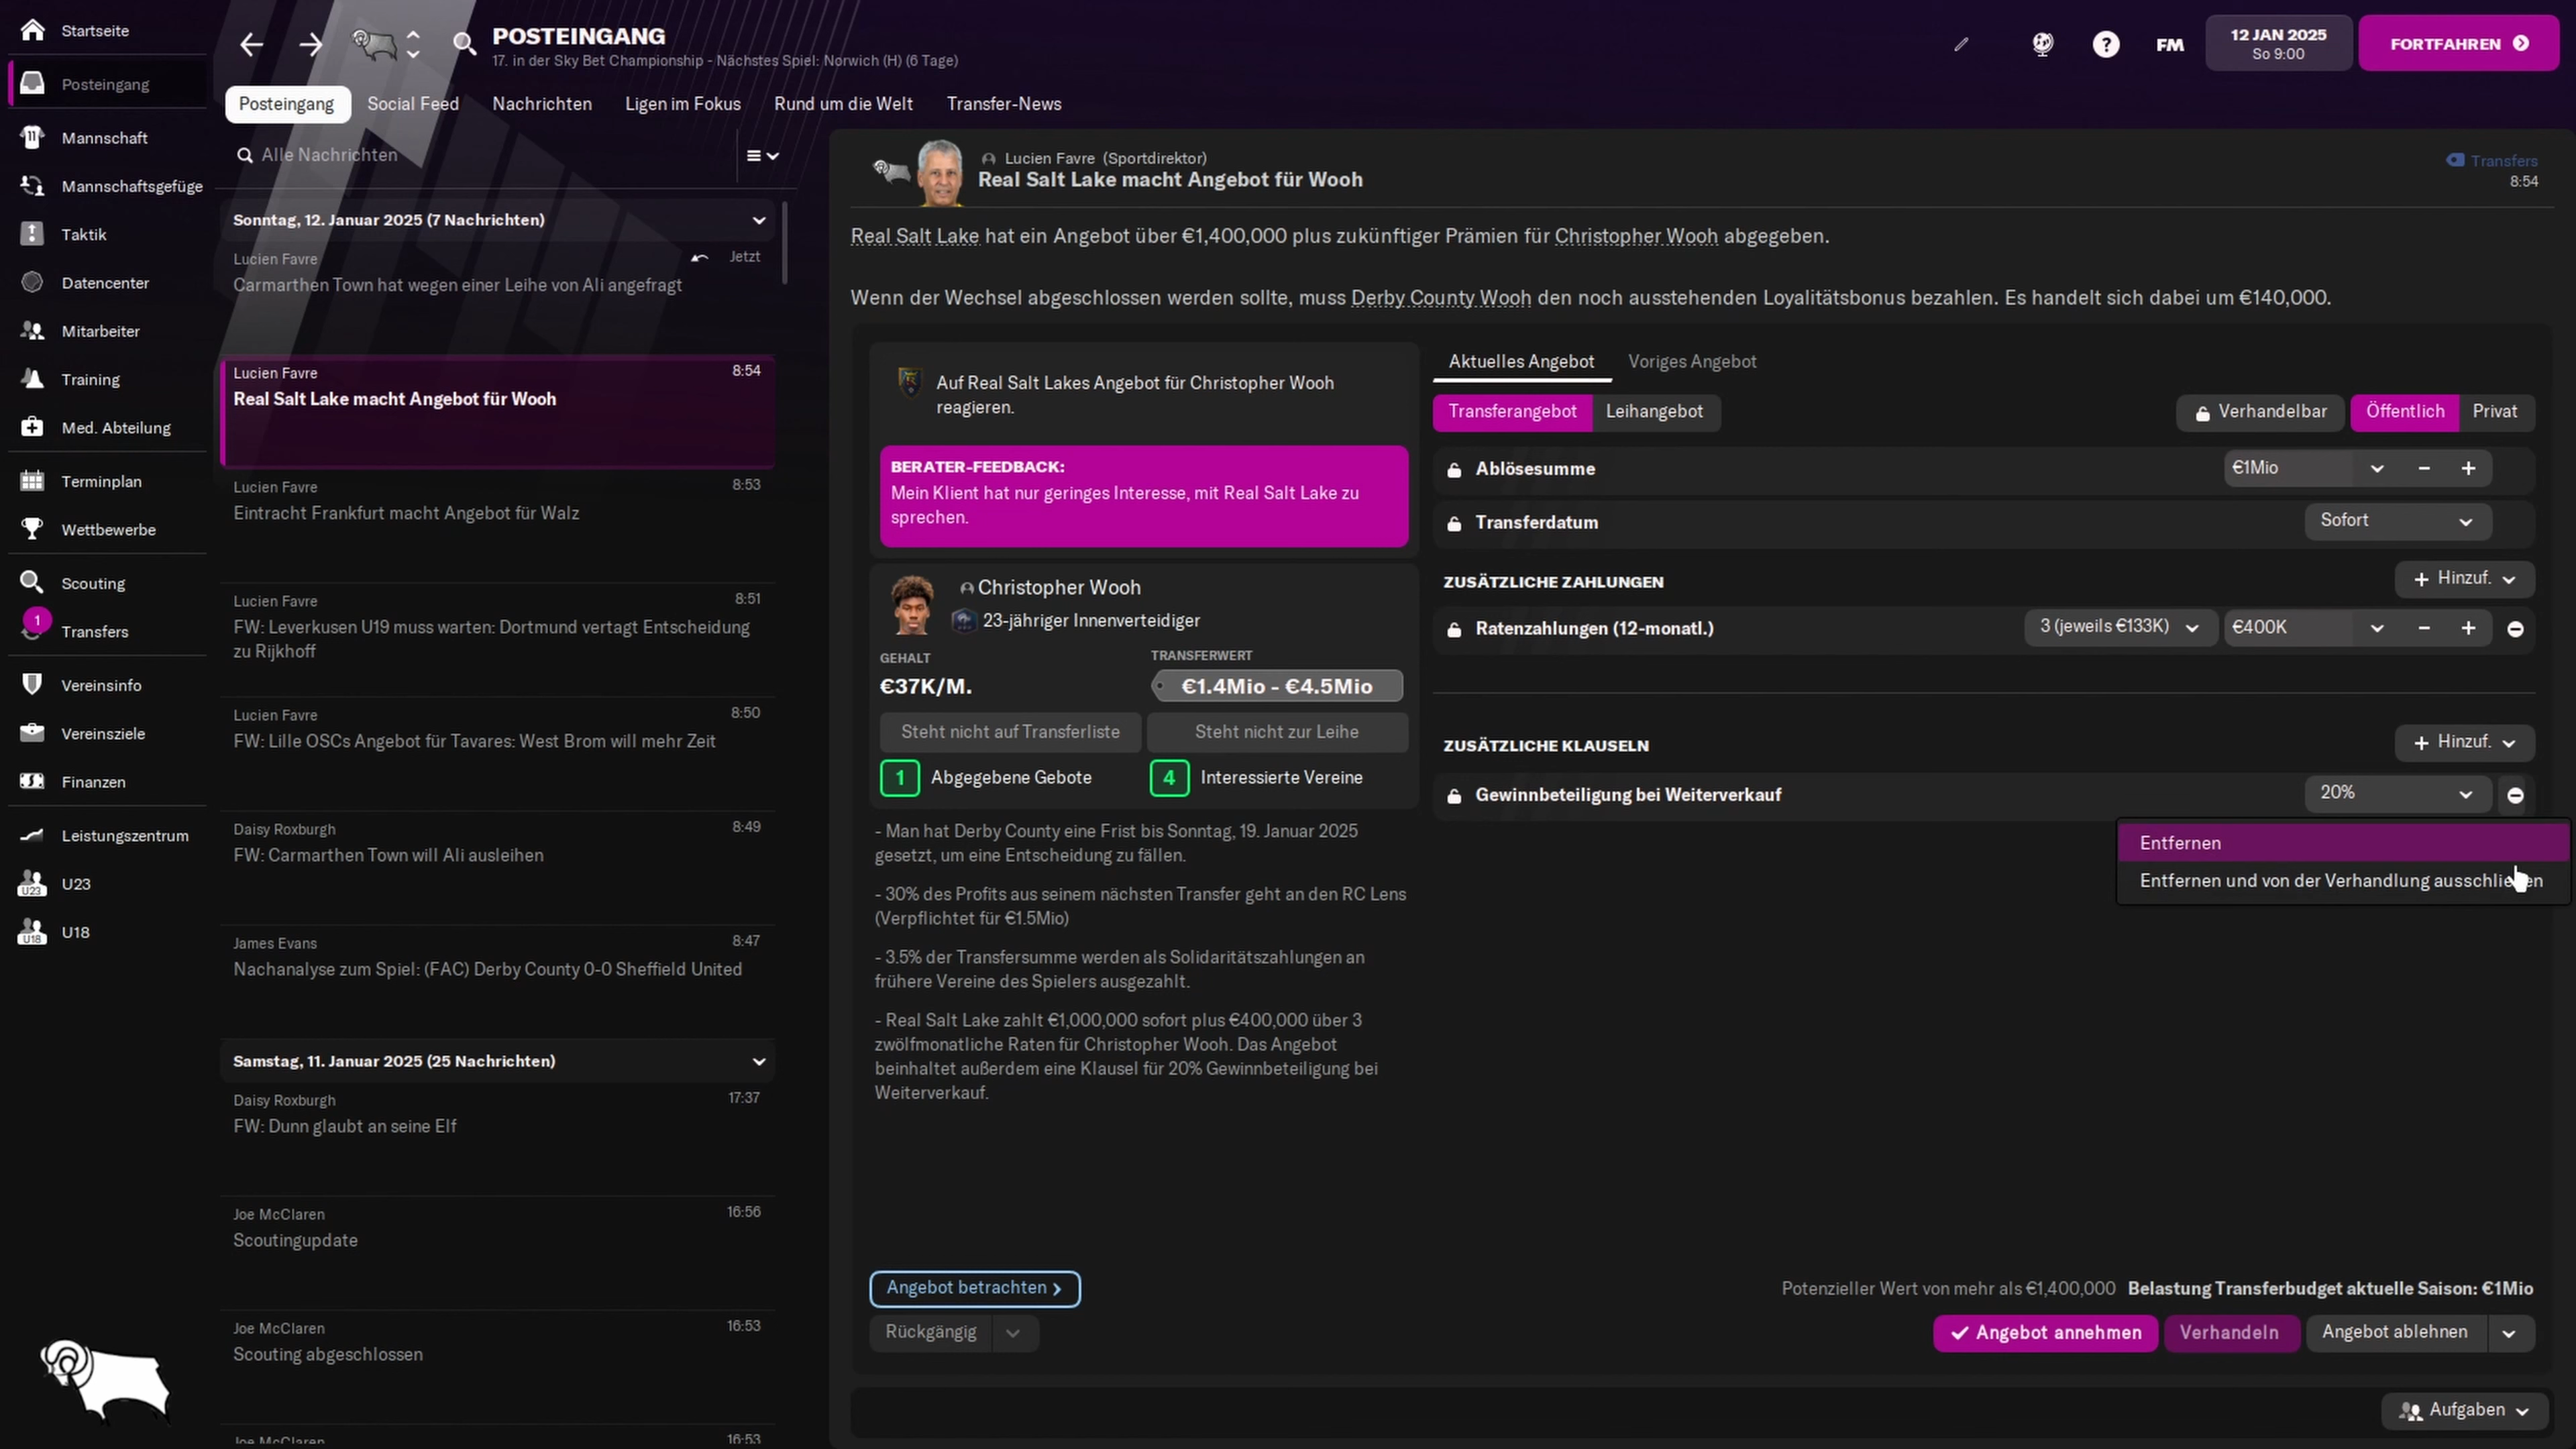 Startseite
Posteingang
Mannschaft
Mannschaftsgefüge
Taktik
Datencenter
Mitarbeiter
Training
Med. Abteilung
Terminplan
Wettbewerbe
Scouting
1
Transfers
Vereinsinfo
Vereinsziele
Finanzen
Leistungszentrum
U23
U23
U18
U18
POSTEINGANG
17. in der Sky Bet Championship - Nächstes Spiel: Norwich (H) (6 Tage)
FM
12 JAN 2025
So 9:00
FORTFAHREN
Posteingang Social Feed Nachrichten Ligen im Fokus Rund um die Welt Transfer-News
Alle Nachrichten
Sonntag, 12. Januar 2025 (7 Nachrichten)
Lucien Favre Jetzt
Carmarthen Town hat wegen einer Leihe von Ali angefragt
Lucien Favre 8:54
Real Salt Lake macht Angebot für Wooh
Lucien Favre 8:53
Eintracht Frankfurt macht Angebot für Walz
Lucien Favre 8:51
FW: Leverkusen U19 muss warten: Dortmund vertagt Entscheidung
zu Rijkhoff
Lucien Favre 8:50
FW: Lille OSCs Angebot für Tavares: West Brom will mehr Zeit
Daisy Roxburgh 8:49
FW: Carmarthen Town will Ali ausleihen
James Evans 8:47
Nachanalyse zum Spiel: (FAC) Derby County 0-0 Sheffield United
Samstag, 11. Januar 2025 (25 Nachrichten)
Daisy Roxburgh 17:37
FW: Dunn glaubt an seine Elf
Joe McClaren 16:56
Scoutingupdate
Joe McClaren 16:53
Scouting abgeschlossen
Joe McClaren 16:53
Lucien Favre (Sportdirektor)
Real Salt Lake macht Angebot für Wooh
Transfers
8:54
Real Salt Lake hat ein Angebot über €1,400,000 plus zukünftiger Prämien für Christopher Wooh abgegeben.
Wenn der Wechsel abgeschlossen werden sollte, muss Derby County Wooh den noch ausstehenden Loyalitätsbonus bezahlen. Es handelt sich dabei um €140,000.
Auf Real Salt Lakes Angebot für Christopher Wooh
reagieren.
BERATER-FEEDBACK:
Mein Klient hat nur geringes Interesse, mit Real Salt Lake zu
sprechen.
Christopher Wooh
23-jähriger Innenverteidiger
GEHALT TRANSFERWERT
€37K/M. €1.4Mio - €4.5Mio
Steht nicht auf Transferliste Steht nicht zur Leihe
1 Abgegebene Gebote 4 Interessierte Vereine
- Man hat Derby County eine Frist bis Sonntag, 19. Januar 2025
gesetzt, um eine Entscheidung zu fällen.
- 30% des Profits aus seinem nächsten Transfer geht an den RC Lens
(Verpflichtet für €1.5Mio)
- 3.5% der Transfersumme werden als Solidaritätszahlungen an
frühere Vereine des Spielers ausgezahlt.
- Real Salt Lake zahlt €1,000,000 sofort plus €400,000 über 3
zwölfmonatliche Raten für Christopher Wooh. Das Angebot
beinhaltet außerdem eine Klausel für 20% Gewinnbeteiligung bei
Weiterverkauf.
Aktuelles Angebot Voriges Angebot
Transferangebot Leihangebot Verhandelbar Öffentlich Privat
Ablösesumme €1Mio - +
Transferdatum Sofort
ZUSÄTZLICHE ZAHLUNGEN + Hinzuf.
Ratenzahlungen (12-monatl.) 3 (jeweils €133K) €400K - +
ZUSÄTZLICHE KLAUSELN + Hinzuf.
Gewinnbeteiligung bei Weiterverkauf 20%
Entfernen
Entfernen und von der Verhandlung
Angebot betrachten
Potenzieller Wert von mehr als €1,400,000 Belastung Transferbudget aktuelle Saison: €1Mio
Rückgängig Angebot annehmen Verhandeln Angebot ablehnen
Aufgaben